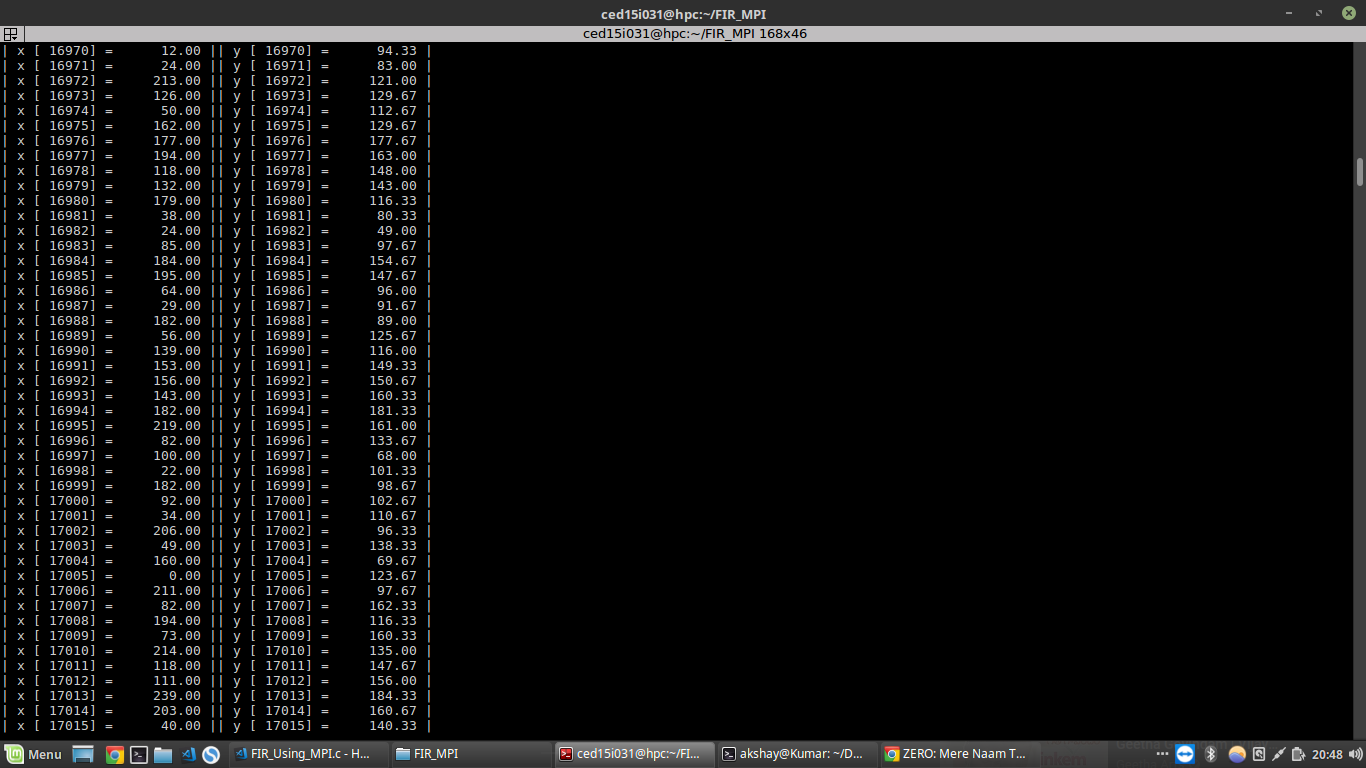 ced15i031@hpc:~/FIR_MPI
ced15i031@hpc:~/FIR_MPI 168x46
| x [ 16970] = 12.00 || y [ 16970] = 94.33 |
| x [ 16971] = 24.00 || y [ 16971] = 83.00 |
| x [ 16972] = 213.00 || y [ 16972] = 121.00 |
| x [ 16973] = 126.00 || y [ 16973] = 129.67 |
| x [ 16974] = 50.00 || y [ 16974] = 112.67 |
| x [ 16975] = 162.00 || y [ 16975] = 129.67 |
| x [ 16976] = 177.00 || y [ 16976] = 177.67 |
| x [ 16977] = 194.00 || y [ 16977] = 163.00 |
| x [ 16978] = 118.00 || y [ 16978] = 148.00 |
| x [ 16979] = 132.00 || y [ 16979] = 143.00 |
| x [ 16980] = 179.00 || y [ 16980] = 116.33 |
| x [ 16981] = 38.00 || y [ 16981] = 80.33 |
| x [ 16982] = 24.00 || y [ 16982] = 49.00 |
| x [ 16983] = 85.00 || y [ 16983] = 97.67 |
| x [ 16984] = 184.00 || y [ 16984] = 154.67 |
| x [ 16985] = 195.00 || y [ 16985] = 147.67 |
| x [ 16986] = 64.00 || y [ 16986] = 96.00 |
| x [ 16987] = 29.00 || y [ 16987] = 91.67 |
| x [ 16988] = 182.00 || y [ 16988] = 89.00 |
| x [ 16989] = 56.00 || y [ 16989] = 125.67 |
| x [ 16990] = 139.00 || y [ 16990] = 116.00 |
| x [ 16991] = 153.00 || y [ 16991] = 149.33 |
| x [ 16992] = 156.00 || y [ 16992] = 150.67 |
| x [ 16993] = 143.00 || y [ 16993] = 160.33 |
| x [ 16994] = 182.00 || y [ 16994] = 181.33 |
| x [ 16995] = 219.00 || y [ 16995] = 161.00 |
| x [ 16996] = 82.00 || y [ 16996] = 133.67 |
| x [ 16997] = 100.00 || y [ 16997] = 68.00 |
| x [ 16998] = 22.00 || y [ 16998] = 101.33 |
| x [ 16999] = 182.00 || y [ 16999] = 98.67 |
| x [ 17000] = 92.00 || y [ 17000] = 102.67 |
| x [ 17001] = 34.00 || y [ 17001] = 110.67 |
| x [ 17002] = 206.00 || y [ 17002] = 96.33 |
| x [ 17003] = 49.00 || y [ 17003] = 138.33 |
| x [ 17004] = 160.00 || y [ 17004] = 69.67 |
| x [ 17005] = 0.00 || y [ 17005] = 123.67 |
| x [ 17006] = 211.00 || y [ 17006] = 97.67 |
| x [ 17007] = 82.00 || y [ 17007] = 162.33 |
| x [ 17008] = 194.00 || y [ 17008] = 116.33 |
| x [ 17009] = 73.00 || y [ 17009] = 160.33 |
| x [ 17010] = 214.00 || y [ 17010] = 135.00 |
| x [ 17011] = 118.00 || y [ 17011] = 147.67 |
| x [ 17012] = 111.00 || y [ 17012] = 156.00 |
| x [ 17013] = 239.00 || y [ 17013] = 184.33 |
| x [ 17014] = 203.00 || y [ 17014] = 160.67 |
| x [ 17015] = 40.00 || y [ 17015] = 140.33 |
Menu FIR_Using_MPI.c - H... FIR_MPI ced15i031@hpc:~/FI... akshay@Kumar: ~/D... ZERO: Mere Naam T... 20:48